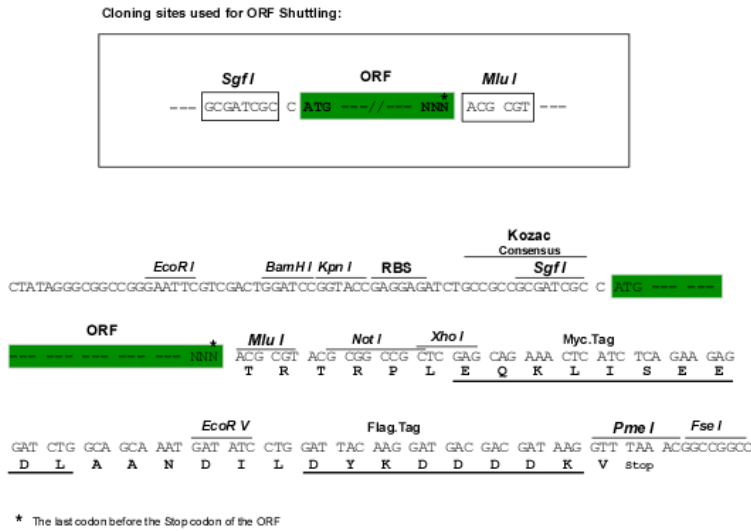 Cloning sites used for ORF Shuttling:
Sgf I ORF Mlu I
*
--- GCGATCGC C ATG ---//--- NNN ACG CGT ---
Kozac
Consensus
EcoR I BamH I Kpn I RBS Sgf I
CTATAGGGCGGCCGGGAATTCGTCGACTGGATCCGGTACCGAGGAGATCTGCCGCCGCGATCGC C ATG --- ---
ORF
* Mlu I Not I Xho I Myc.Tag
--- --- --- --- --- NNN ACG CGT ACG CGG CCG CTC GAG CAG AAA CTC ATC TCA GAA GAG
T R T R P L E Q K L I S E E
EcoR V Flag.Tag Pme I Fse I
GAT CTG GCA GCA AAT GAT ATC CTG GAT TAC AAG GAT GAC GAC GAT AAG GTT TAA ACGGCCGGCC
D L A A N D I L D Y K D D D D K V Stop
* The last codon before the Stop codon of the ORF